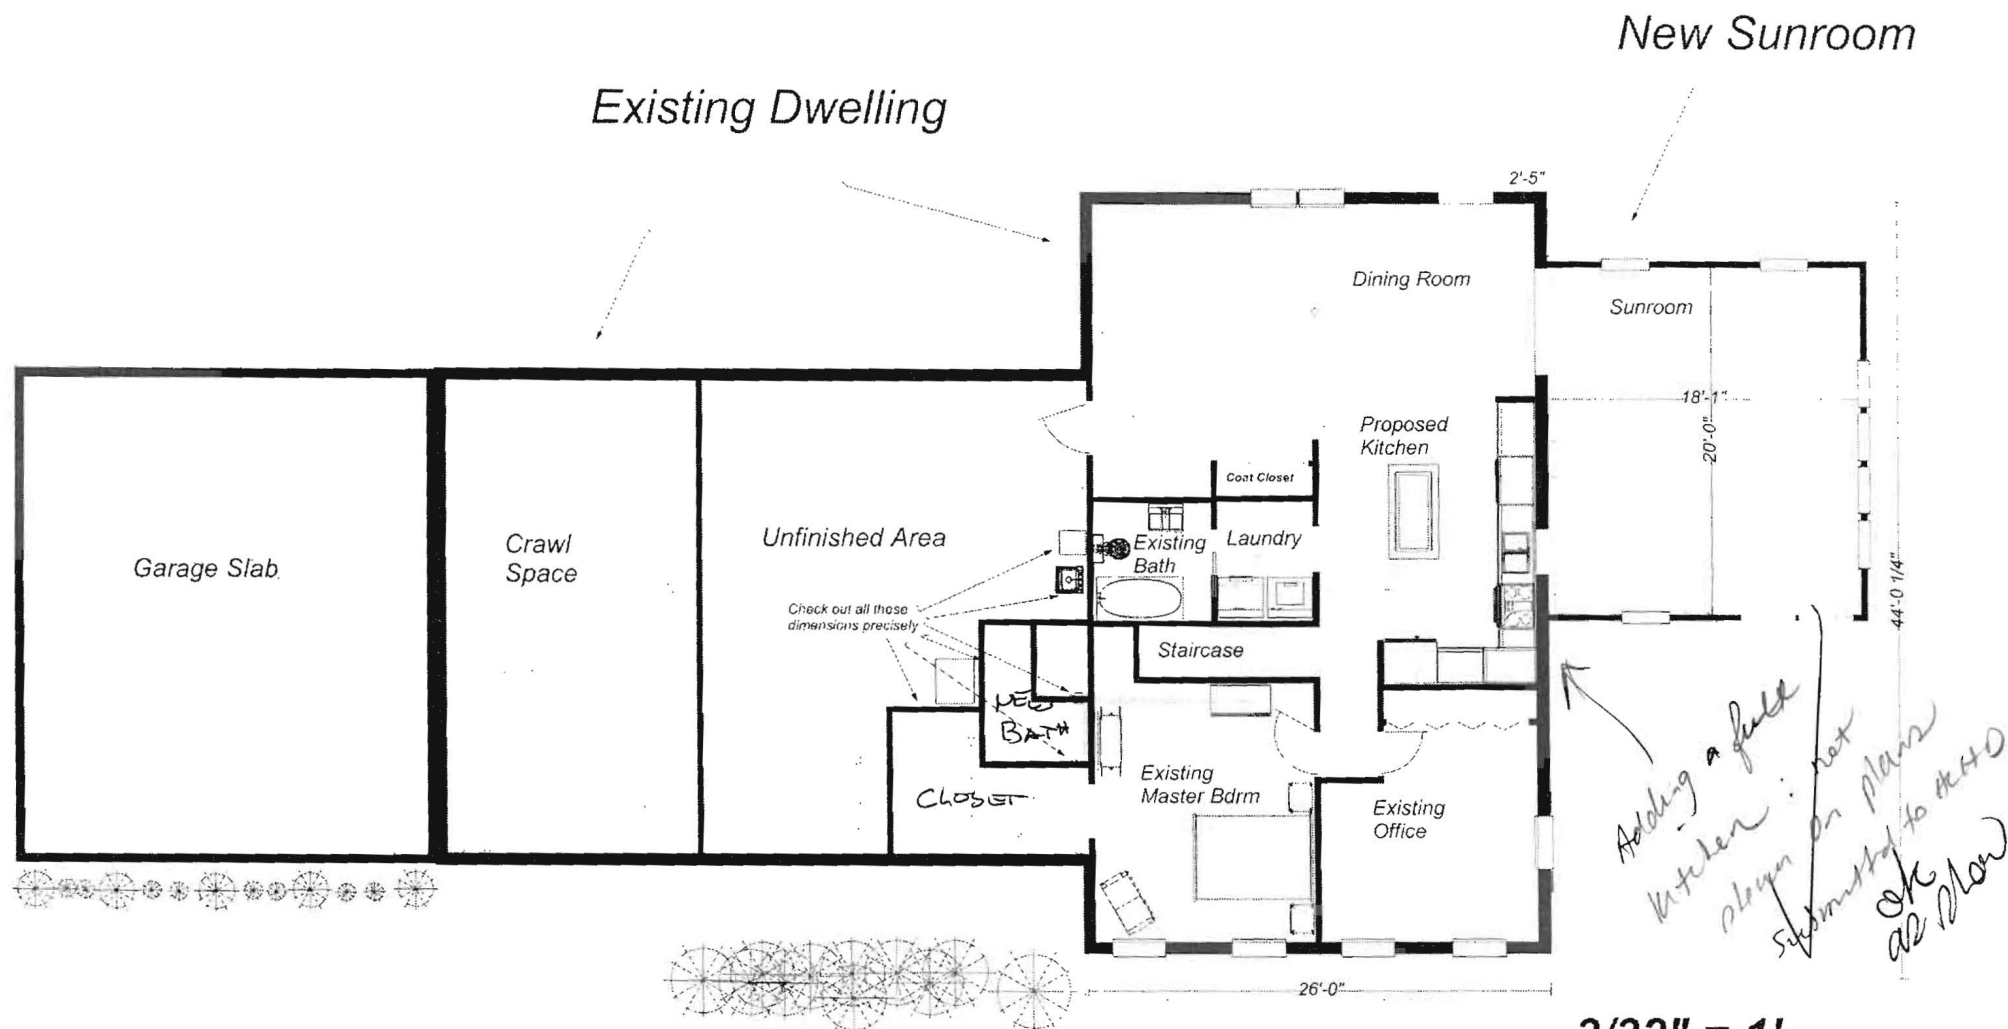 New Sunroom
Existing Dwelling
2'-5"
Dining Room
Sunroom
18'-1"
20'-0"
44'-0 1/4"
Proposed
Kitchen
Coat Closet
Garage Slab
Crawl
Space
Unfinished Area
Existing
Bath
Laundry
Check out all those
dimensions precisely
Staircase
NEW
BATH
CLOSET
Existing
Master Bdrm
Existing
Office
Adding a full
kitchen : not
shown on plans
submitted to
ok
as
26'-0"